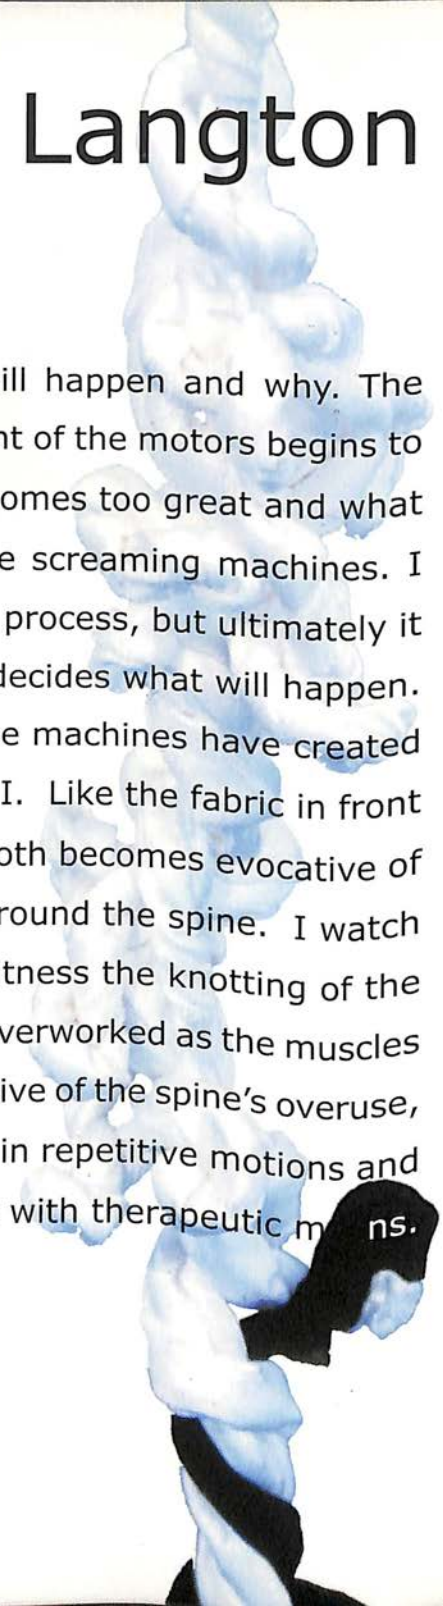 Langton
ill happen and why. The
nt of the motors begins to
omes too great and what
e screaming machines. I
process, but ultimately it
decides what will happen.
e machines have created
I. Like the fabric in front
oth becomes evocative of
round the spine. I watch
tness the knotting of the
verworked as the muscles
ive of the spine's overuse,
in repetitive motions and
with therapeutic m ns.